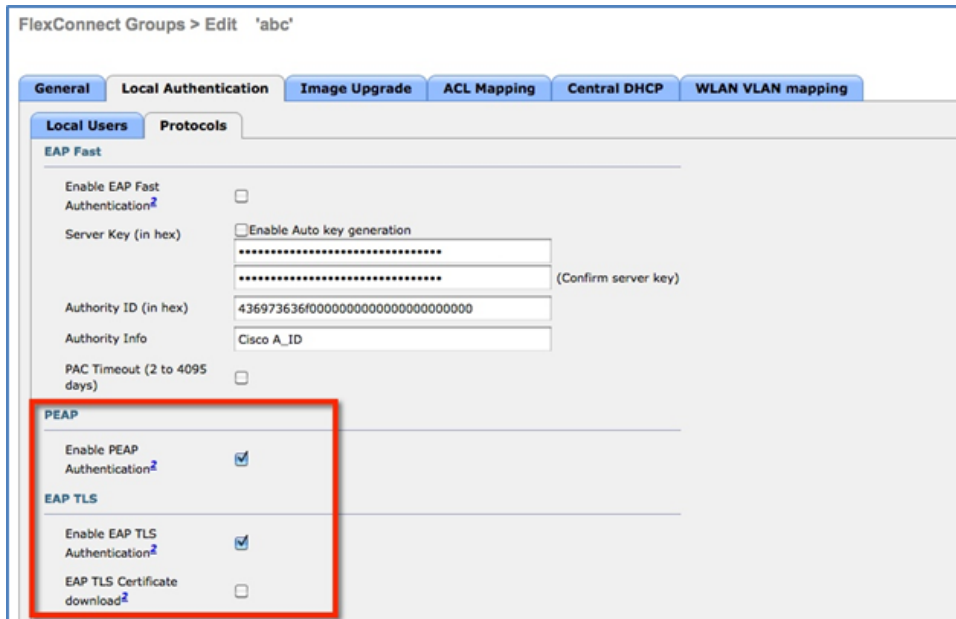 FlexConnect Groups > Edit 'abc'
General Local Authentication Image Upgrade ACL Mapping Central DHCP WLAN VLAN mapping
Local Users Protocols
EAP Fast
Enable EAP Fast
Authentication2
Server Key (in hex)
Enable Auto key generation
••••••••••••••••••••••••••••••••
•••••••••••••••••••••••••••••••• (Confirm server key)
Authority ID (in hex) 436973636f0000000000000000000000
Authority Info Cisco A_ID
PAC Timeout (2 to 4095
days)
PEAP
Enable PEAP
Authentication2
EAP TLS
Enable EAP TLS
Authentication2
EAP TLS Certificate
download2